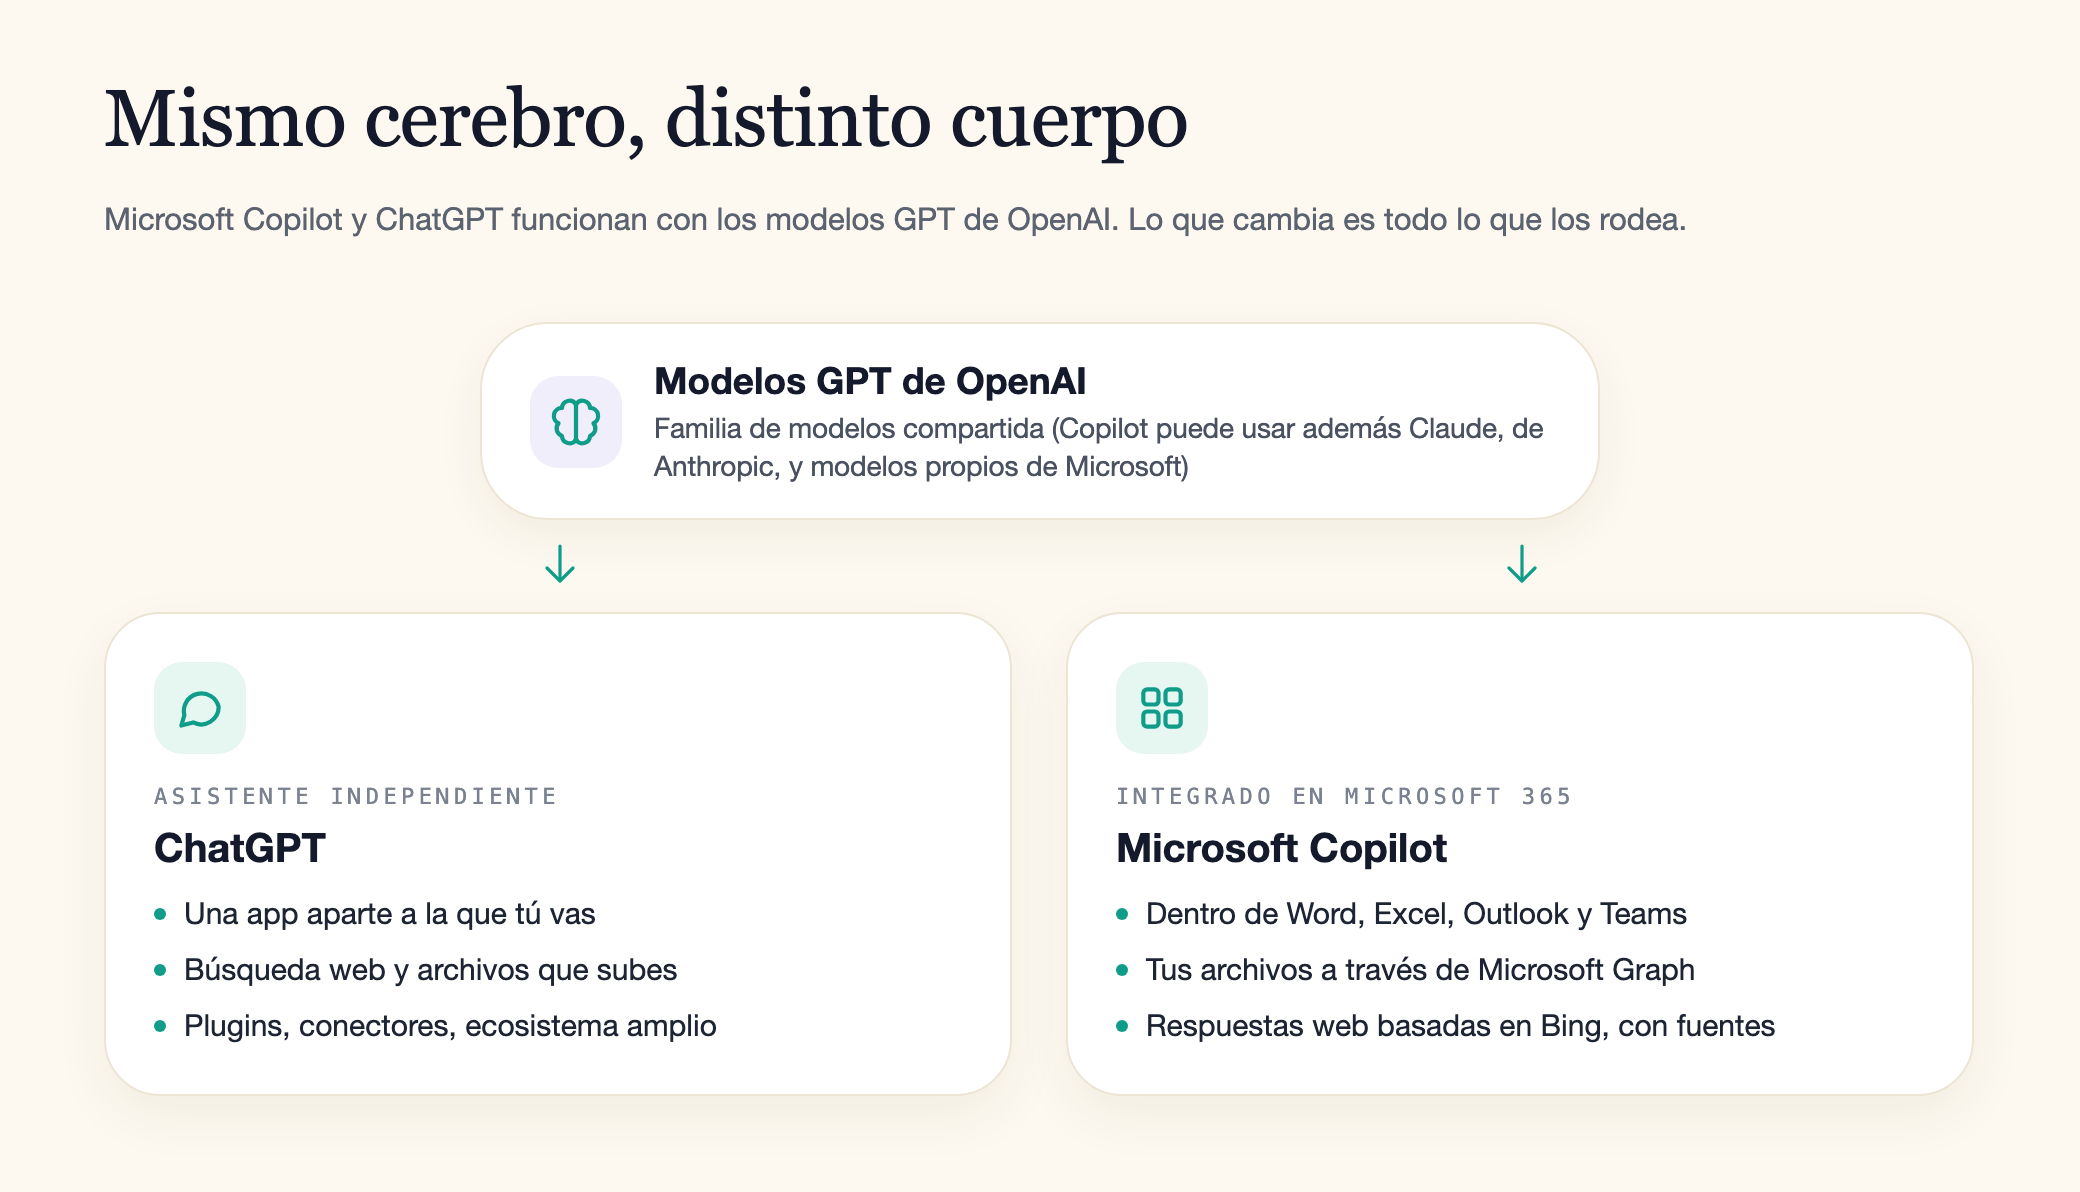 Mismo cerebro, distinto cuerpo
Microsoft Copilot y ChatGPT funcionan con los modelos GPT de OpenAI. Lo que cambia es todo lo que los rodea.
Modelos GPT de OpenAI
Familia de modelos compartida (Copilot puede usar además Claude, de
Anthropic, y modelos propios de Microsoft)
ASISTENTE INDEPENDIENTE
ChatGPT
Una app aparte a la que tú vas
Búsqueda web y archivos que subes
Plugins, conectores, ecosistema amplio
INTEGRADO EN MICROSOFT 365
Microsoft Copilot
Dentro de Word, Excel, Outlook y Teams
Tus archivos a través de Microsoft Graph
Respuestas web basadas en Bing, con fuentes